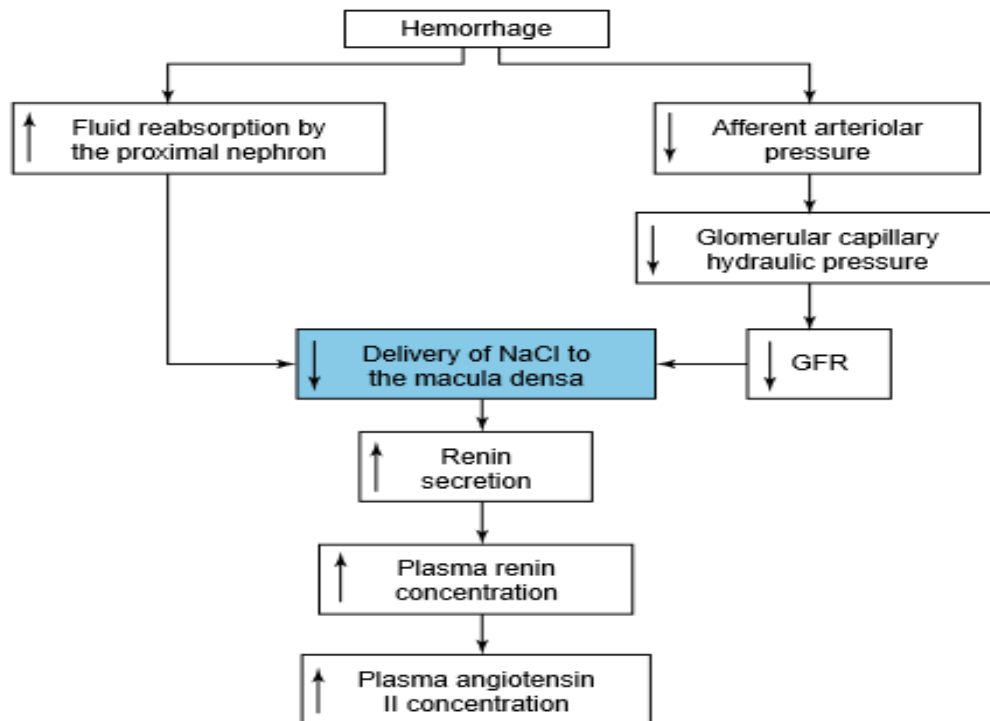 Hemorrhage
Fluid reabsorption by
the proximal nephron
Afferent arteriolar
pressure
Glomerular capillary
hydraulic pressure
Delivery of NaCl to
the macula densa
GFR
Renin
secretion
Plasma renin
concentration
Plasma angiotensin
II concentration